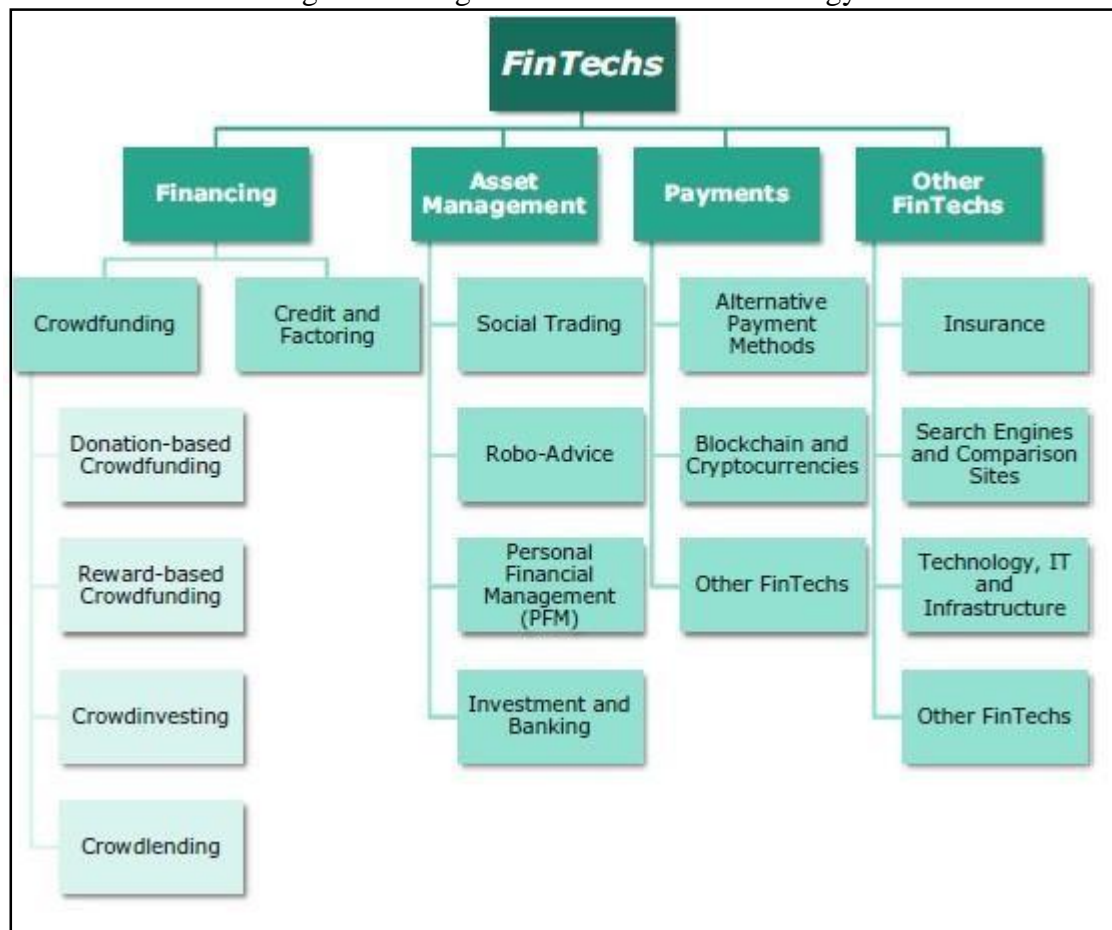 FinTechs
Financing
Asset
Management
Payments
Other
FinTechs
Crowdfunding
Credit and
Factoring
Social Trading
Alternative
Payment
Methods
Insurance
Donation-based
Crowdfunding
Robo-Advice
Blockchain and
Cryptocurrencies
Search Engines
and Comparison
Sites
Reward-based
Crowdfunding
Personal
Financial
Management
(PFM)
Other FinTechs
Technology, IT
and
Infrastructure
Crowdinvesting
Investment and
Banking
Other FinTechs
Crowdlending